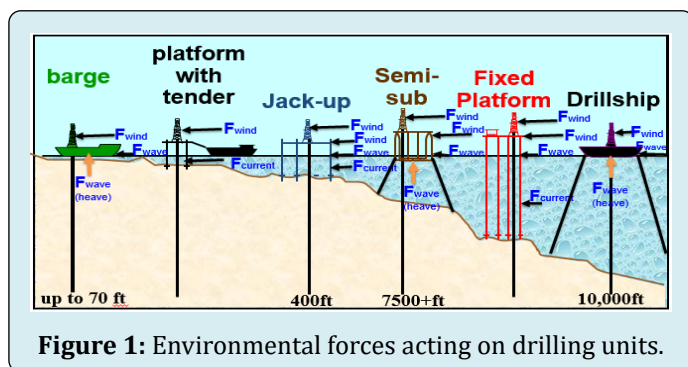 barge
platform
with
tender
Jack-up
Semi-
sub
Fixed
Platform
Drillship
Fwind
Fwave
Fwave
(heave)
Fwind
Fcurrent
Fwind
Fwind
Fwave
Fcurrent
Fwind
Fwind
Fwave
Fwave
(heave)
Fwind
Fwind
Fwave
Fcurrent
Fwind
Fwave
Fwave
(heave)
up to 70 ft
400ft
7500+ft
10,000ft
Figure 1: Environmental forces acting on drilling units.